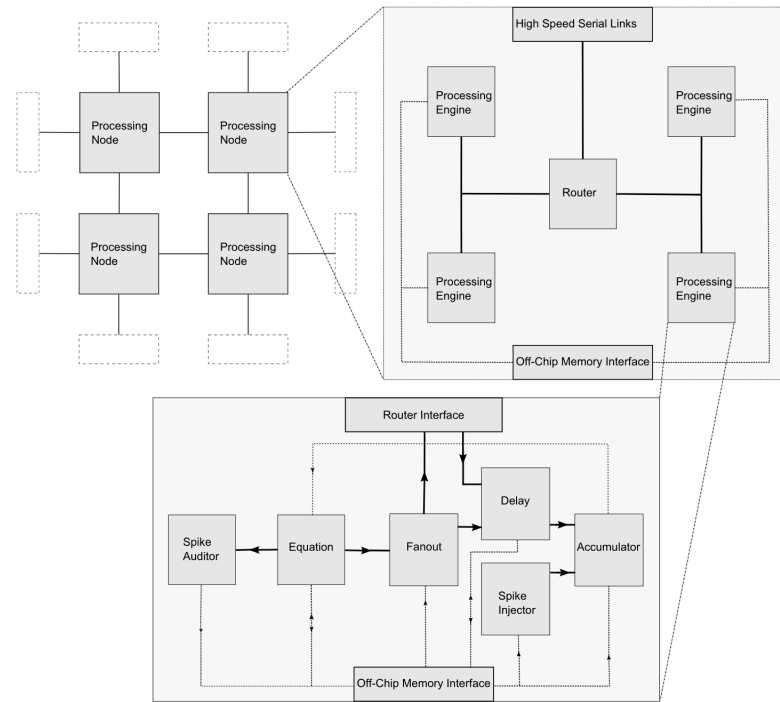 High Speed Serial Links
Processing
Node
Processing
Node
Processing
Engine
Processing
Engine
Router
Processing
Node
Processing
Node
Processing
Engine
Processing
Engine
Off-Chip Memory Interface
Router Interface
Delay
Spike
Auditor
Equation
Fanout
Accumulator
Spike
Injector
Off-Chip Memory Interface